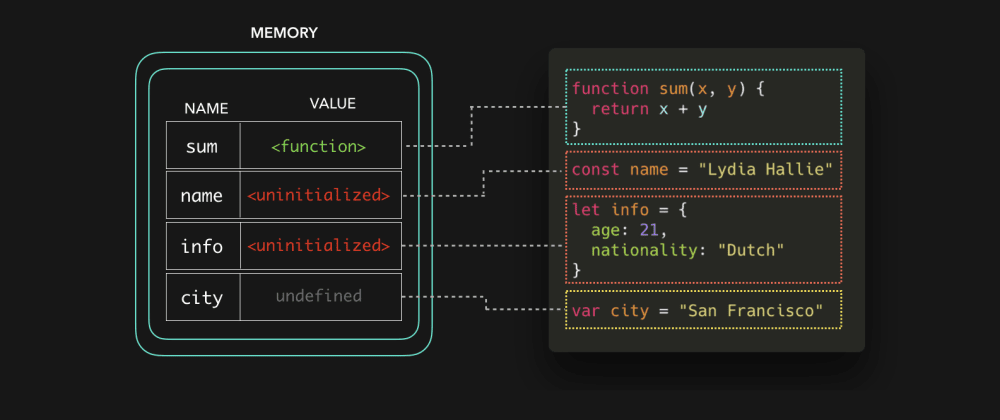 MEMORY
NAME VALUE
sum <function>
name <uninitialized>
info <uninitialized>
city undefined
function sum(x, y) {
  return x + y
}
const name = "Lydia Hallie"
let info = {
  age: 21,
  nationality: "Dutch"
}
var city = "San Francisco"